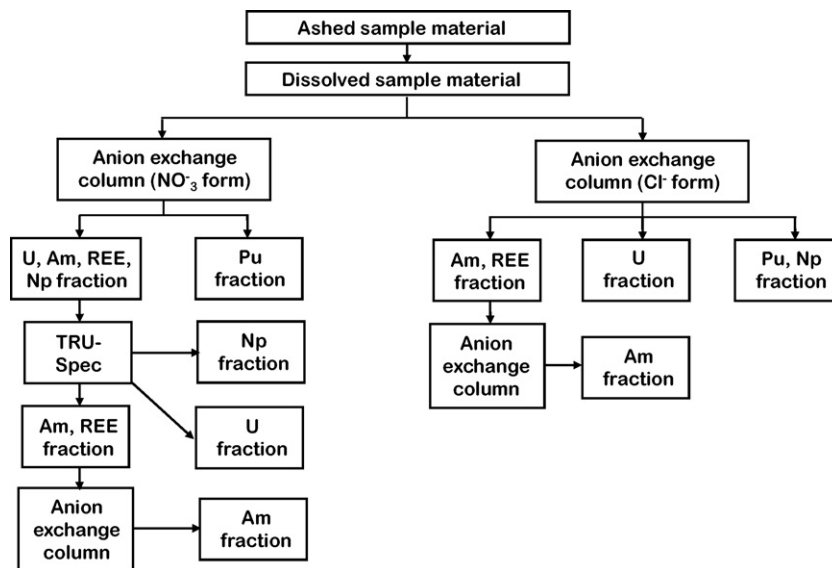 Ashed sample material
Dissolved sample material
Anion exchange
column (NO⁻₃ form)
Anion exchange
column (Cl⁻ form)
U, Am, REE,
Np fraction
Pu
fraction
Am, REE
fraction
U
fraction
Pu, Np
fraction
TRU-
Spec
Np
fraction
Anion
exchange
column
Am
fraction
Am, REE
fraction
U
fraction
Anion
exchange
column
Am
fraction